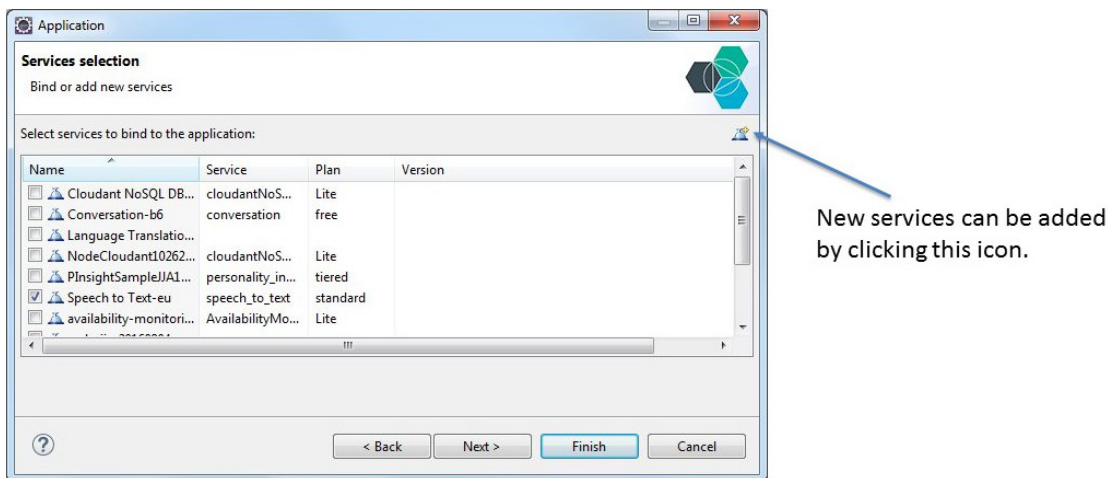 Application
Services selection
Bind or add new services
Select services to bind to the application:
Name Service Plan Version
Cloudant NoSQL DB... cloudantNoS... Lite
Conversation-b6 conversation free
Language Translatio...
NodeCloudant10262... cloudantNoS... Lite
PInsightSampleJJA1... personality_in... tiered
Speech to Text-eu speech_to_text standard
availability-monitori... AvailabilityMo... Lite
New services can be added
by clicking this icon.
< Back Next > Finish Cancel